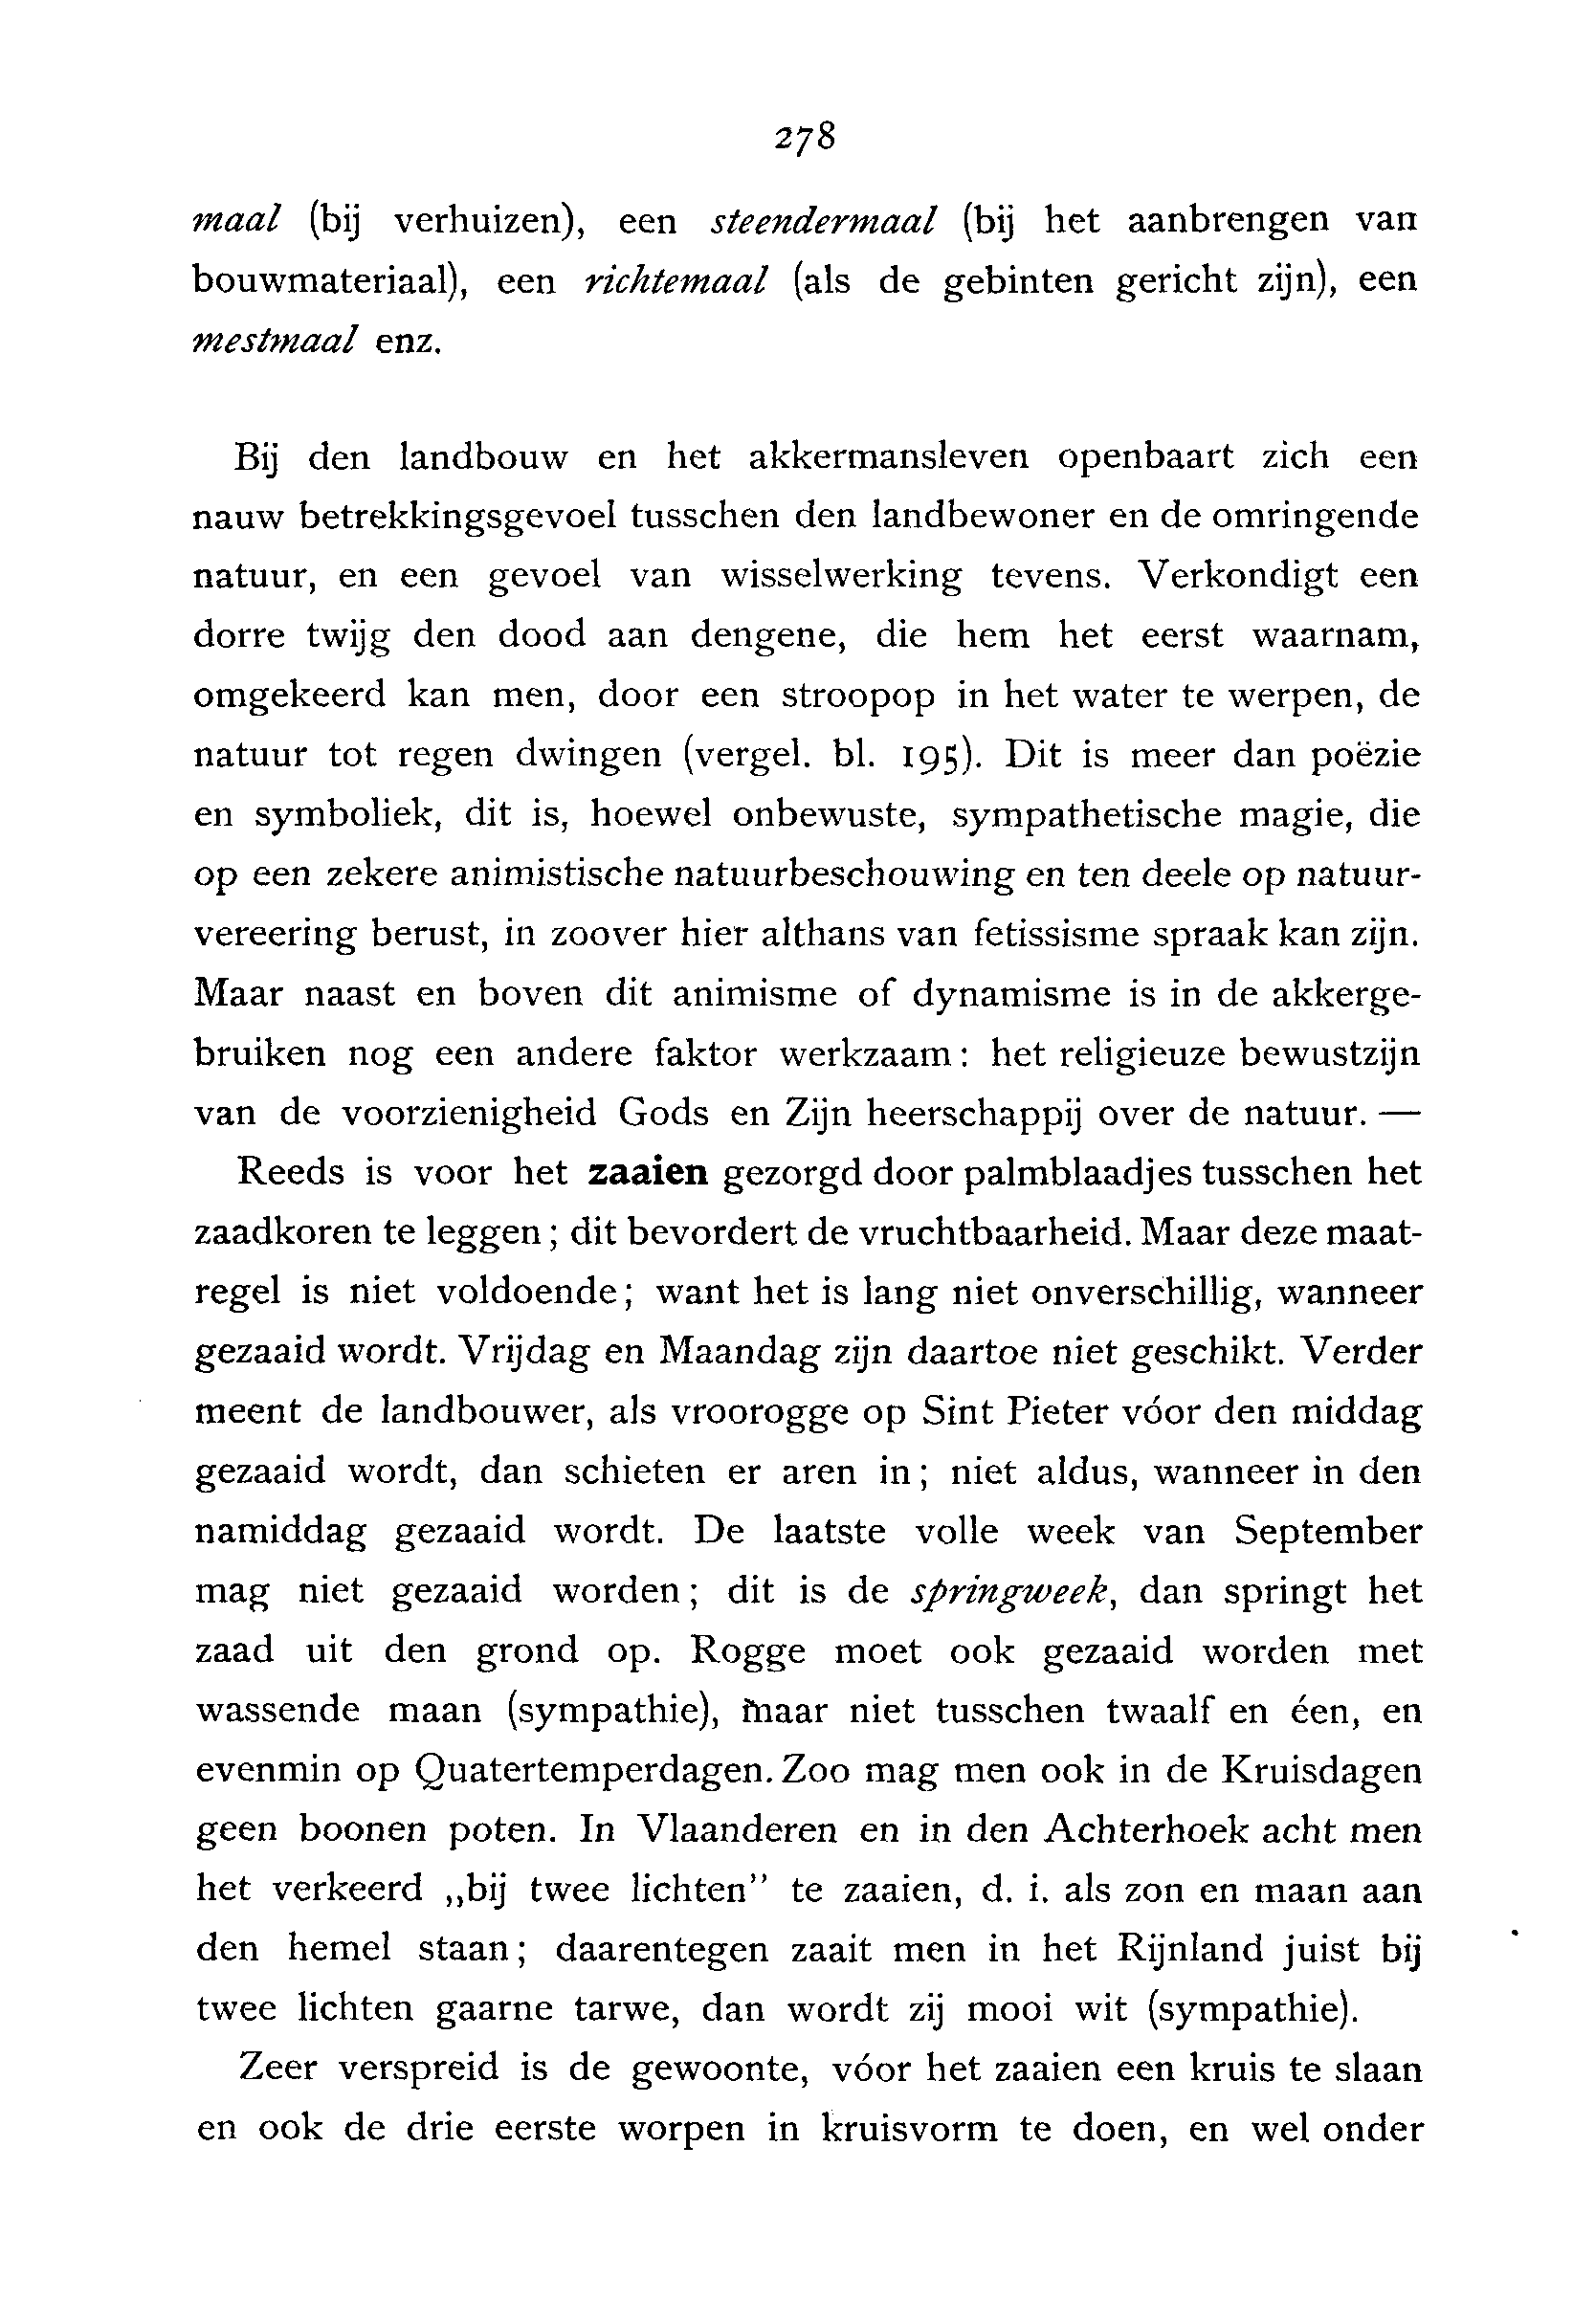 278
maal (bij verhuizen), een steendermaal (bij het aanbrengen van
bouwmateriaal), een richtemaal (als de gebinten gericht zijn), een
mestmaal enz.
Bij den landbouw en het akkermansleven openbaart zich een
nauw betrekkingsgevoel tusschen den landbewoner en de omringende
natuur, en een gevoel van wisselwerking tevens. Verkondigt een
dorre twijg den dood aan dengene, die hem het eerst waarnam,
omgekeerd kan men, door een stroopop in het water te werpen, de
natuur tot regen dwingen (vergel. bl. 195). Dit is meer dan poëzie
en symboliek, dit is, hoewel onbewuste, sympathetische magie, die
op een zekere animistische natuurbeschouwing en ten deele op natuur-
vereering berust, in zoover hier althans van fetissisme spraak kan zijn.
Maar naast en boven dit animisme of dynamisme is in de akkerge-
bruiken nog een andere faktor werkzaam: het religieuze bewustzijn
van de voorzienigheid Gods en Zijn heerschappij over de natuur. —
Reeds is voor het zaaien gezorgd door palmblaadjes tusschen het
zaadkoren te leggen; dit bevordert de vruchtbaarheid. Maar deze maat-
regel is niet voldoende; want het is lang niet onverschillig, wanneer
gezaaid wordt. Vrijdag en Maandag zijn daartoe niet geschikt. Verder
meent de landbouwer, als vroorogge op Sint Pieter vóor den middag
gezaaid wordt, dan schieten er aren in; niet aldus, wanneer in den
namiddag gezaaid wordt. De laatste volle week van September
mag niet gezaaid worden; dit is de springweek, dan springt het
zaad uit den grond op. Rogge moet ook gezaaid worden met
wassende maan (sympathie), maar niet tusschen twaalf en éen, en
evenmin op Quatertemperdagen. Zoo mag men ook in de Kruisdagen
geen boonen poten. In Vlaanderen en in den Achterhoek acht men
het verkeerd „bij twee lichten” te zaaien, d. i. als zon en maan aan
den hemel staan; daarentegen zaait men in het Rijnland juist bij
twee lichten gaarne tarwe, dan wordt zij mooi wit (sympathie).
Zeer verspreid is de gewoonte, vóor het zaaien een kruis te slaan
en ook de drie eerste worpen in kruisvorm te doen, en wel onder